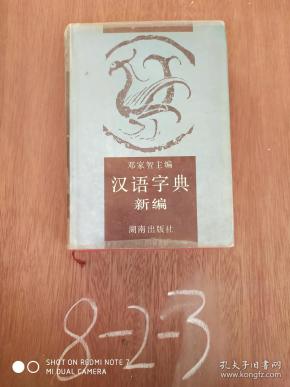 邓家智主编
汉语字典
新编
湖南出版社
8-2-3
SHOT ON REDMI NOTE 7
MI DUAL CAMERA
孔夫子旧书网